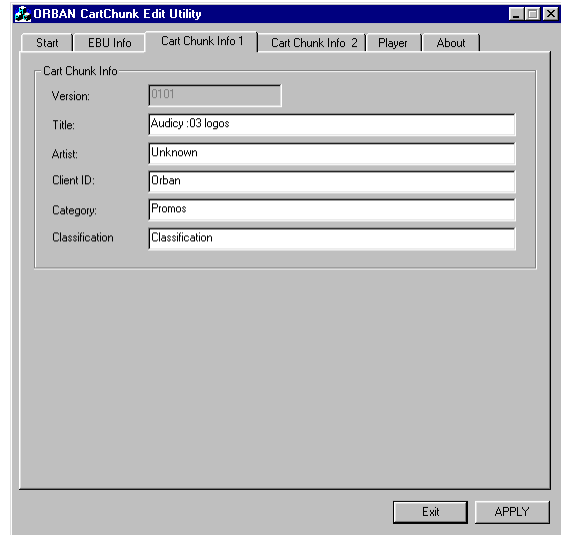 ORBAN CartChunk Edit Utility
Start EBU Info Cart Chunk Info 1 Cart Chunk Info 2 Player About
Cart Chunk Info
Version: 0101
Title: Audicy :03 logos
Artist: Unknown
Client ID: Orban
Category: Promos
Classification Classification
Exit APPLY